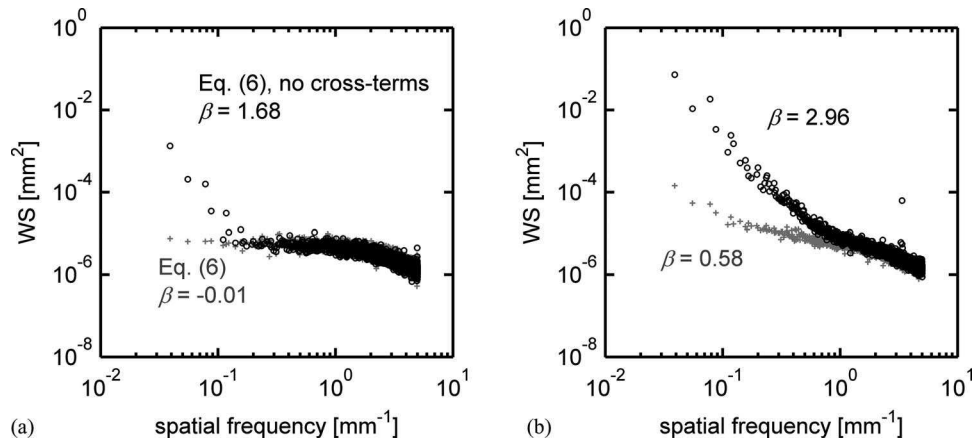 10^0
10^-2
10^-4
10^-6
10^-8
WS [mm^2]
Eq. (6), no cross-terms
β = 1.68
Eq. (6)
β = -0.01
10^-2
10^-1
10^0
10^1
spatial frequency [mm^-1]
(a)
10^0
10^-2
10^-4
10^-6
10^-8
WS [mm^2]
β = 2.96
β = 0.58
10^-2
10^-1
10^0
10^1
spatial frequency [mm^-1]
(b)